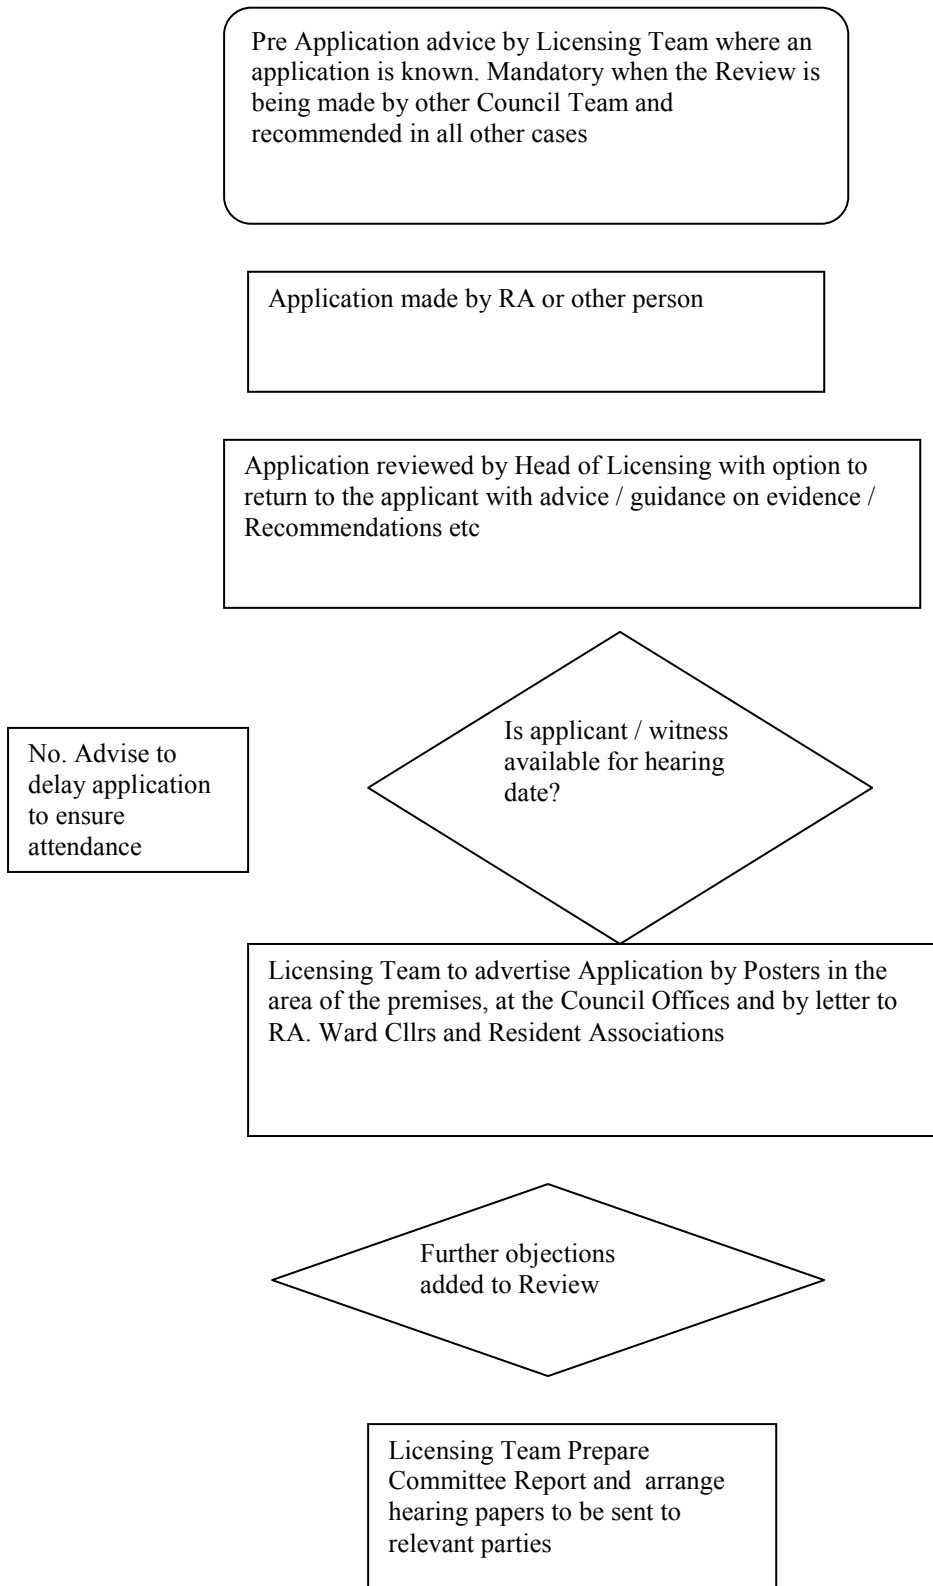 Pre Application advice by Licensing Team where an
application is known. Mandatory when the Review is
being made by other Council Team and
recommended in all other cases
Application made by RA or other person
Application reviewed by Head of Licensing with option to
return to the applicant with advice / guidance on evidence /
Recommendations etc
Is applicant / witness
available for hearing
date?
No. Advise to
delay application
to ensure
attendance
Licensing Team to advertise Application by Posters in the
area of the premises, at the Council Offices and by letter to
RA. Ward Cllrs and Resident Associations
Further objections
added to Review
Licensing Team Prepare
Committee Report and  arrange
hearing papers to be sent to
relevant parties